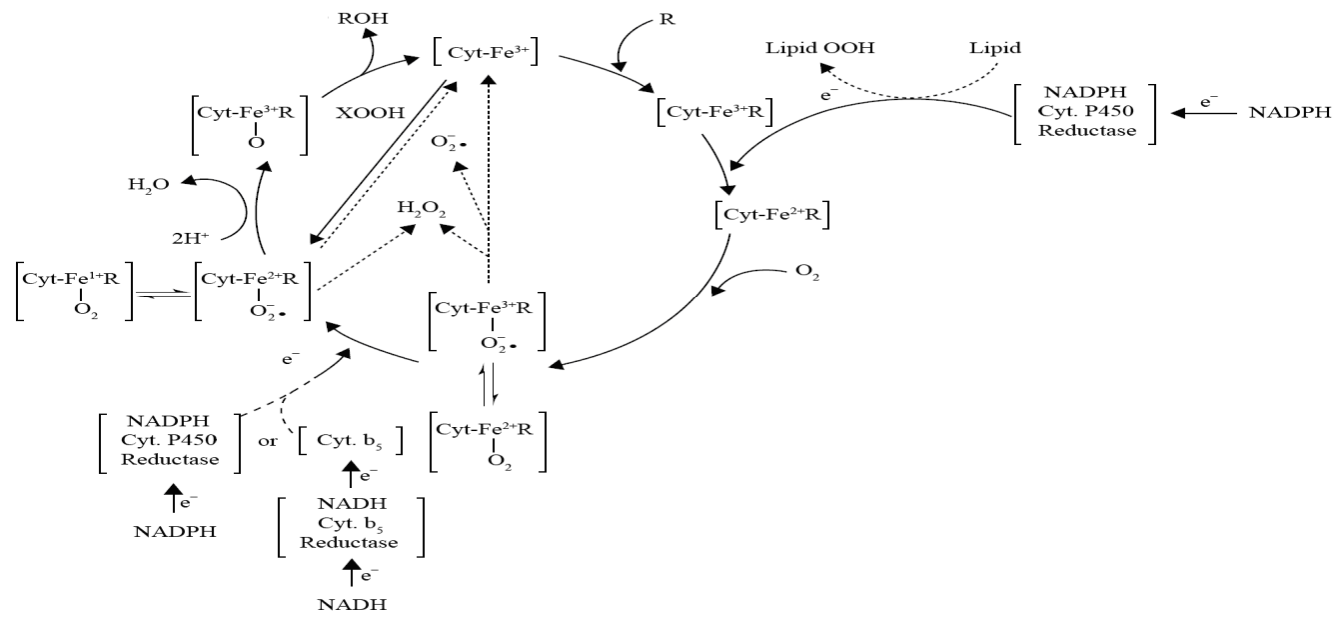 ROH
[ Cyt-Fe³⁺]
R
Lipid OOH
Lipid
e⁻
NADPH
Cyt. P450
Reductase
e⁻
NADPH
[Cyt-Fe³⁺R]
Cyt-Fe³⁺R
O
XOOH
O₂⁻•
H₂O
2H⁺
H₂O₂
[Cyt-Fe²⁺R]
O₂
Cyt-Fe¹⁺R
O₂
Cyt-Fe²⁺R
O₂⁻•
Cyt-Fe³⁺R
O₂⁻•
e⁻
NADPH
Cyt. P450
Reductase
or
[ Cyt. b₅ ]
Cyt-Fe²⁺R
O₂
e⁻
NADPH
e⁻
NADH
Cyt. b₅
Reductase
e⁻
NADH